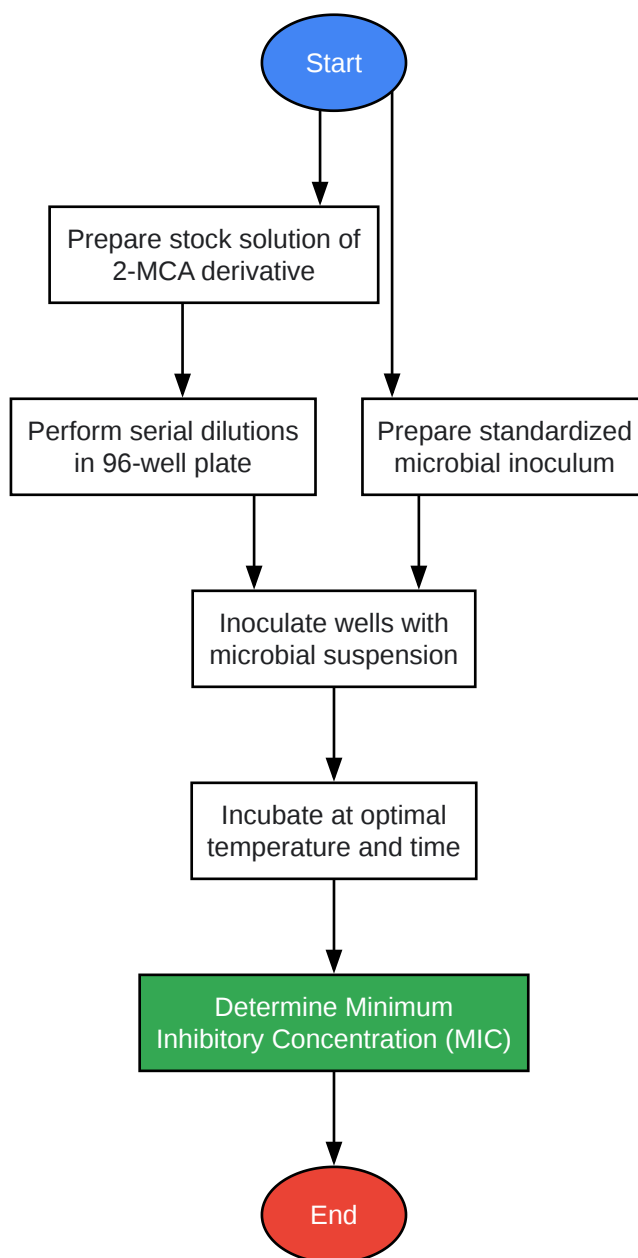 Start
Prepare stock solution of
2-MCA derivative
Perform serial dilutions
in 96-well plate
Prepare standardized
microbial inoculum
Inoculate wells with
microbial suspension
Incubate at optimal
temperature and time
Determine Minimum
Inhibitory Concentration (MIC)
End